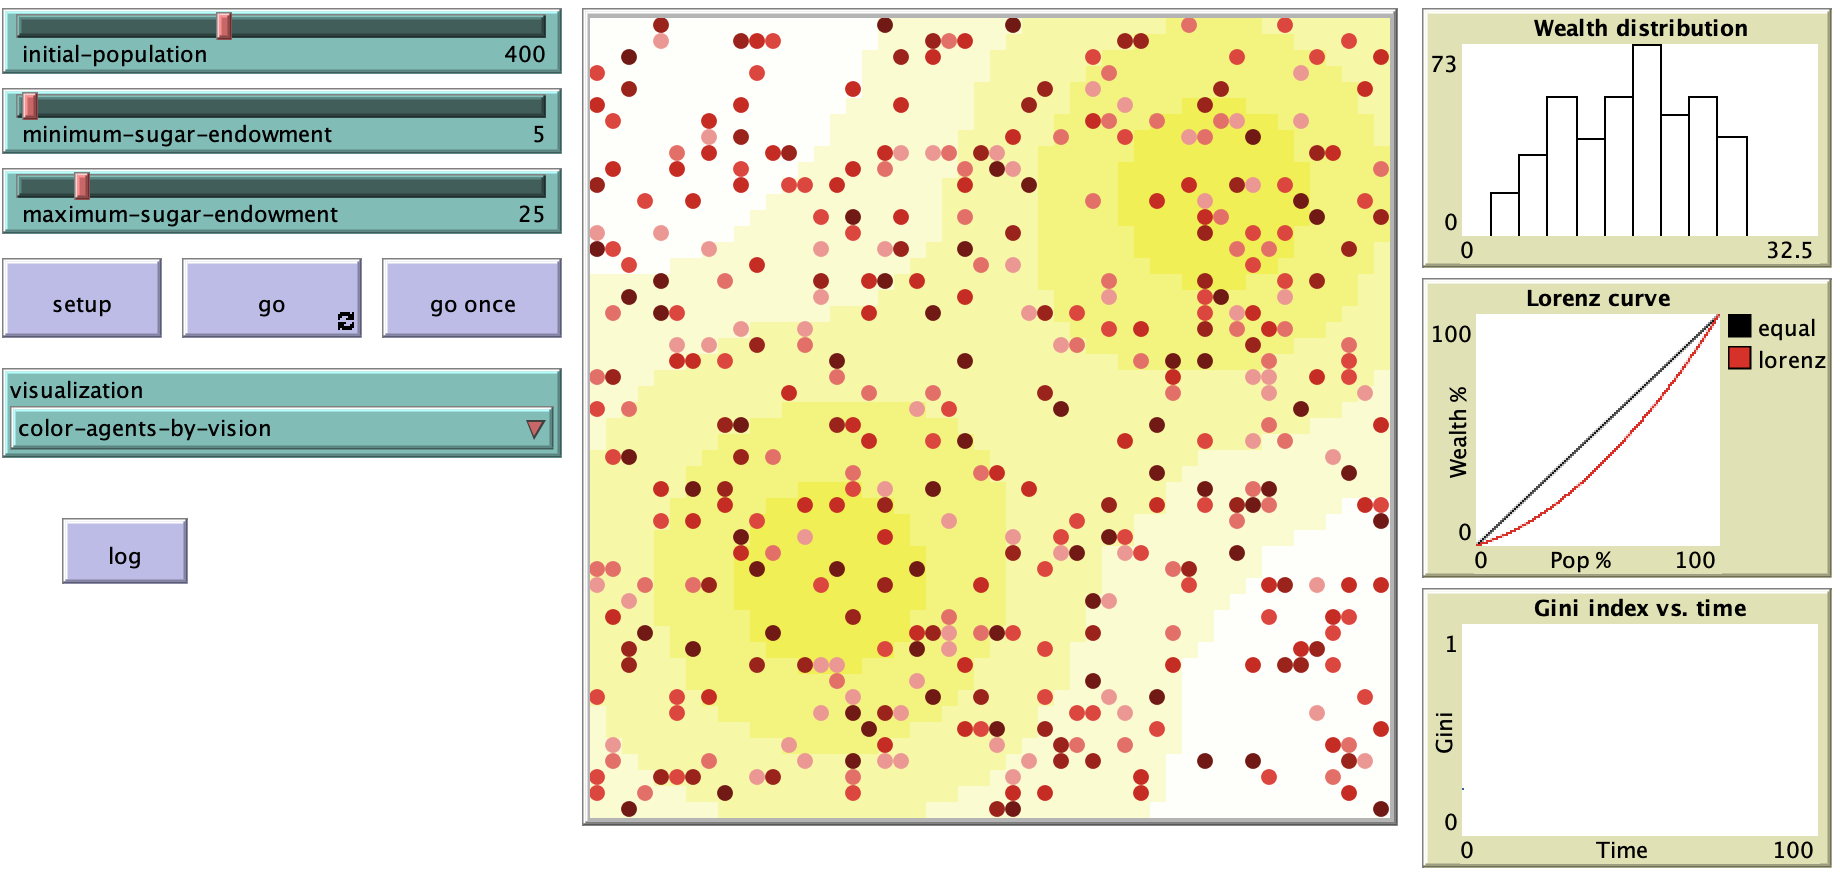 initial-population 400
minimum-sugar-endowment 5
maximum-sugar-endowment 25
setup
go
go once
visualization
color-agents-by-vision
log
Wealth distribution
73
0
0 32.5
Lorenz curve
100
0
Wealth %
0 Pop % 100
equal
lorenz
Gini index vs. time
1
0
Gini
0 Time 100